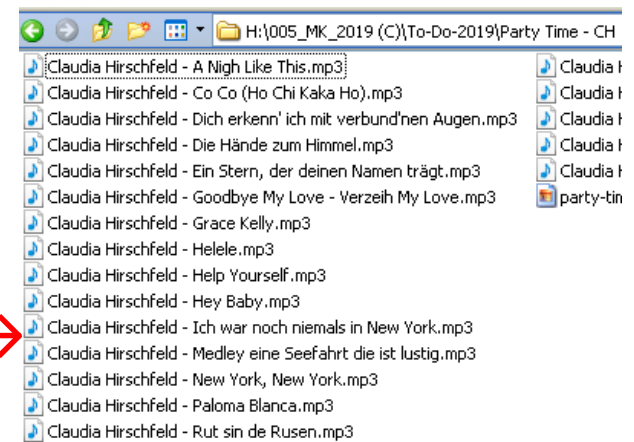 H:\005_MK_2019 (C)\To-Do-2019\Party Time - CH
Claudia Hirschfeld - A Nigh Like This.mp3
Claudia Hirschfeld - Co Co (Ho Chi Kaka Ho).mp3
Claudia Hirschfeld - Dich erkenn' ich mit verbund'nen Augen.mp3
Claudia Hirschfeld - Die Hände zum Himmel.mp3
Claudia Hirschfeld - Ein Stern, der deinen Namen trägt.mp3
Claudia Hirschfeld - Goodbye My Love - Verzeih My Love.mp3
Claudia Hirschfeld - Grace Kelly.mp3
Claudia Hirschfeld - Helele.mp3
Claudia Hirschfeld - Help Yourself.mp3
Claudia Hirschfeld - Hey Baby.mp3
Claudia Hirschfeld - Ich war noch niemals in New York.mp3
Claudia Hirschfeld - Medley eine Seefahrt die ist lustig.mp3
Claudia Hirschfeld - New York, New York.mp3
Claudia Hirschfeld - Paloma Blanca.mp3
Claudia Hirschfeld - Rut sin de Rusen.mp3
Claudia
Claudia
Claudia
Claudia
Claudia
party-tin